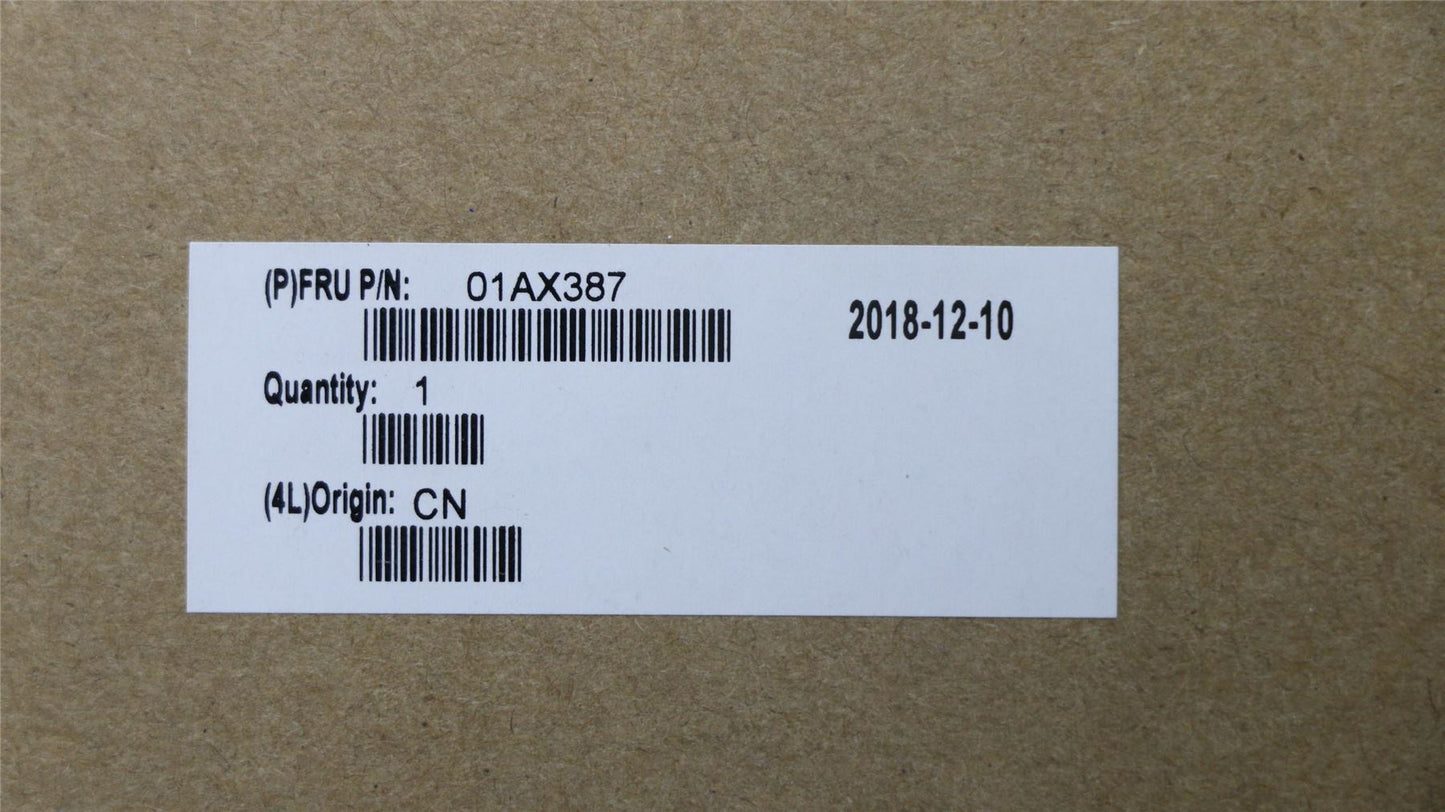 (P)FRU P/N: 01AX387
2018-12-10
Quantity: 1
(4L)Origin: CN